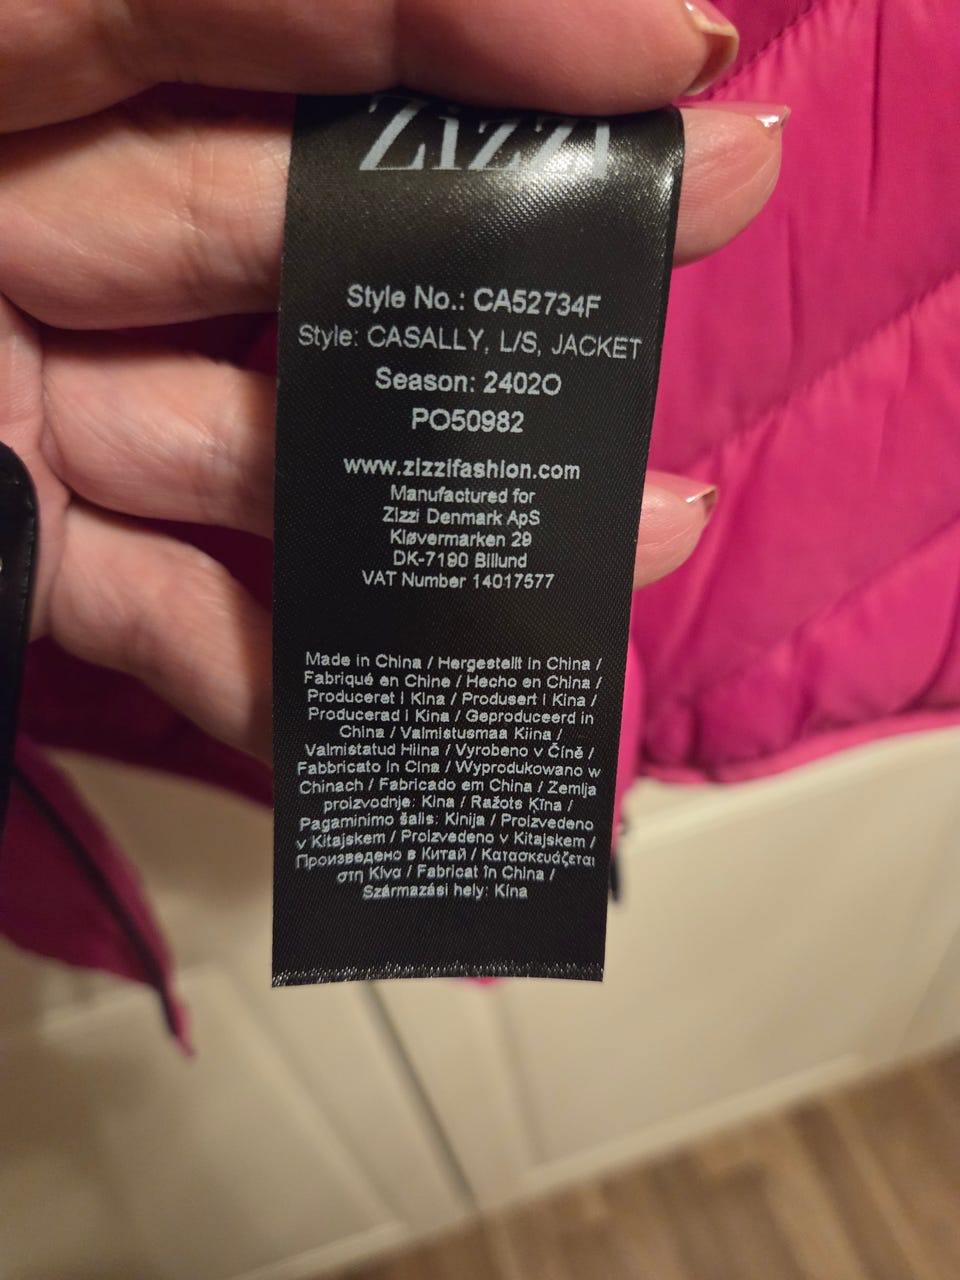 Zizzi
Style No.: CA52734F
Style: CASALLY, L/S, JACKET
Season: 2402O
PO50982
www.zizzifashion.com
Manufactured for
Zizzi Denmark ApS
Kløvermarken 29
DK-7190 Billund
VAT Number 14017577
Made in China / Hergestellt in China /
Fabriqué en Chine / Hecho en China /
Produceret i Kina / Produsert i Kina /
Producerad i Kina / Geproduceerd in
China / Valmistusmaa Kiina /
Valmistatud Hiina / Vyrobeno v Číně /
Fabbricato in Cina / Wyprodukowano w
Chinach / Fabricado em China / Zemlja
proizvodnje: Kina / Ražots Ķīna /
Pagaminimo šalis: Kinija / Proizvedeno
v Kitajskem / Proizvedeno v Kitajskem /
Произведено в Китай / Κατασκευάζεται
στη Κίνα / Fabricat în China /
Származási hely: Kína